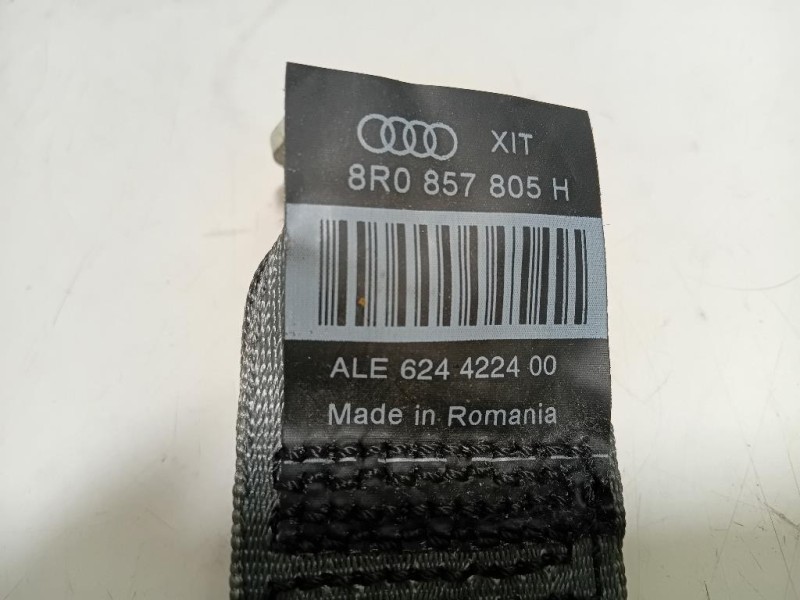 XIT
8R0 857 805 H
ALE 624 4224 00
Made in Romania